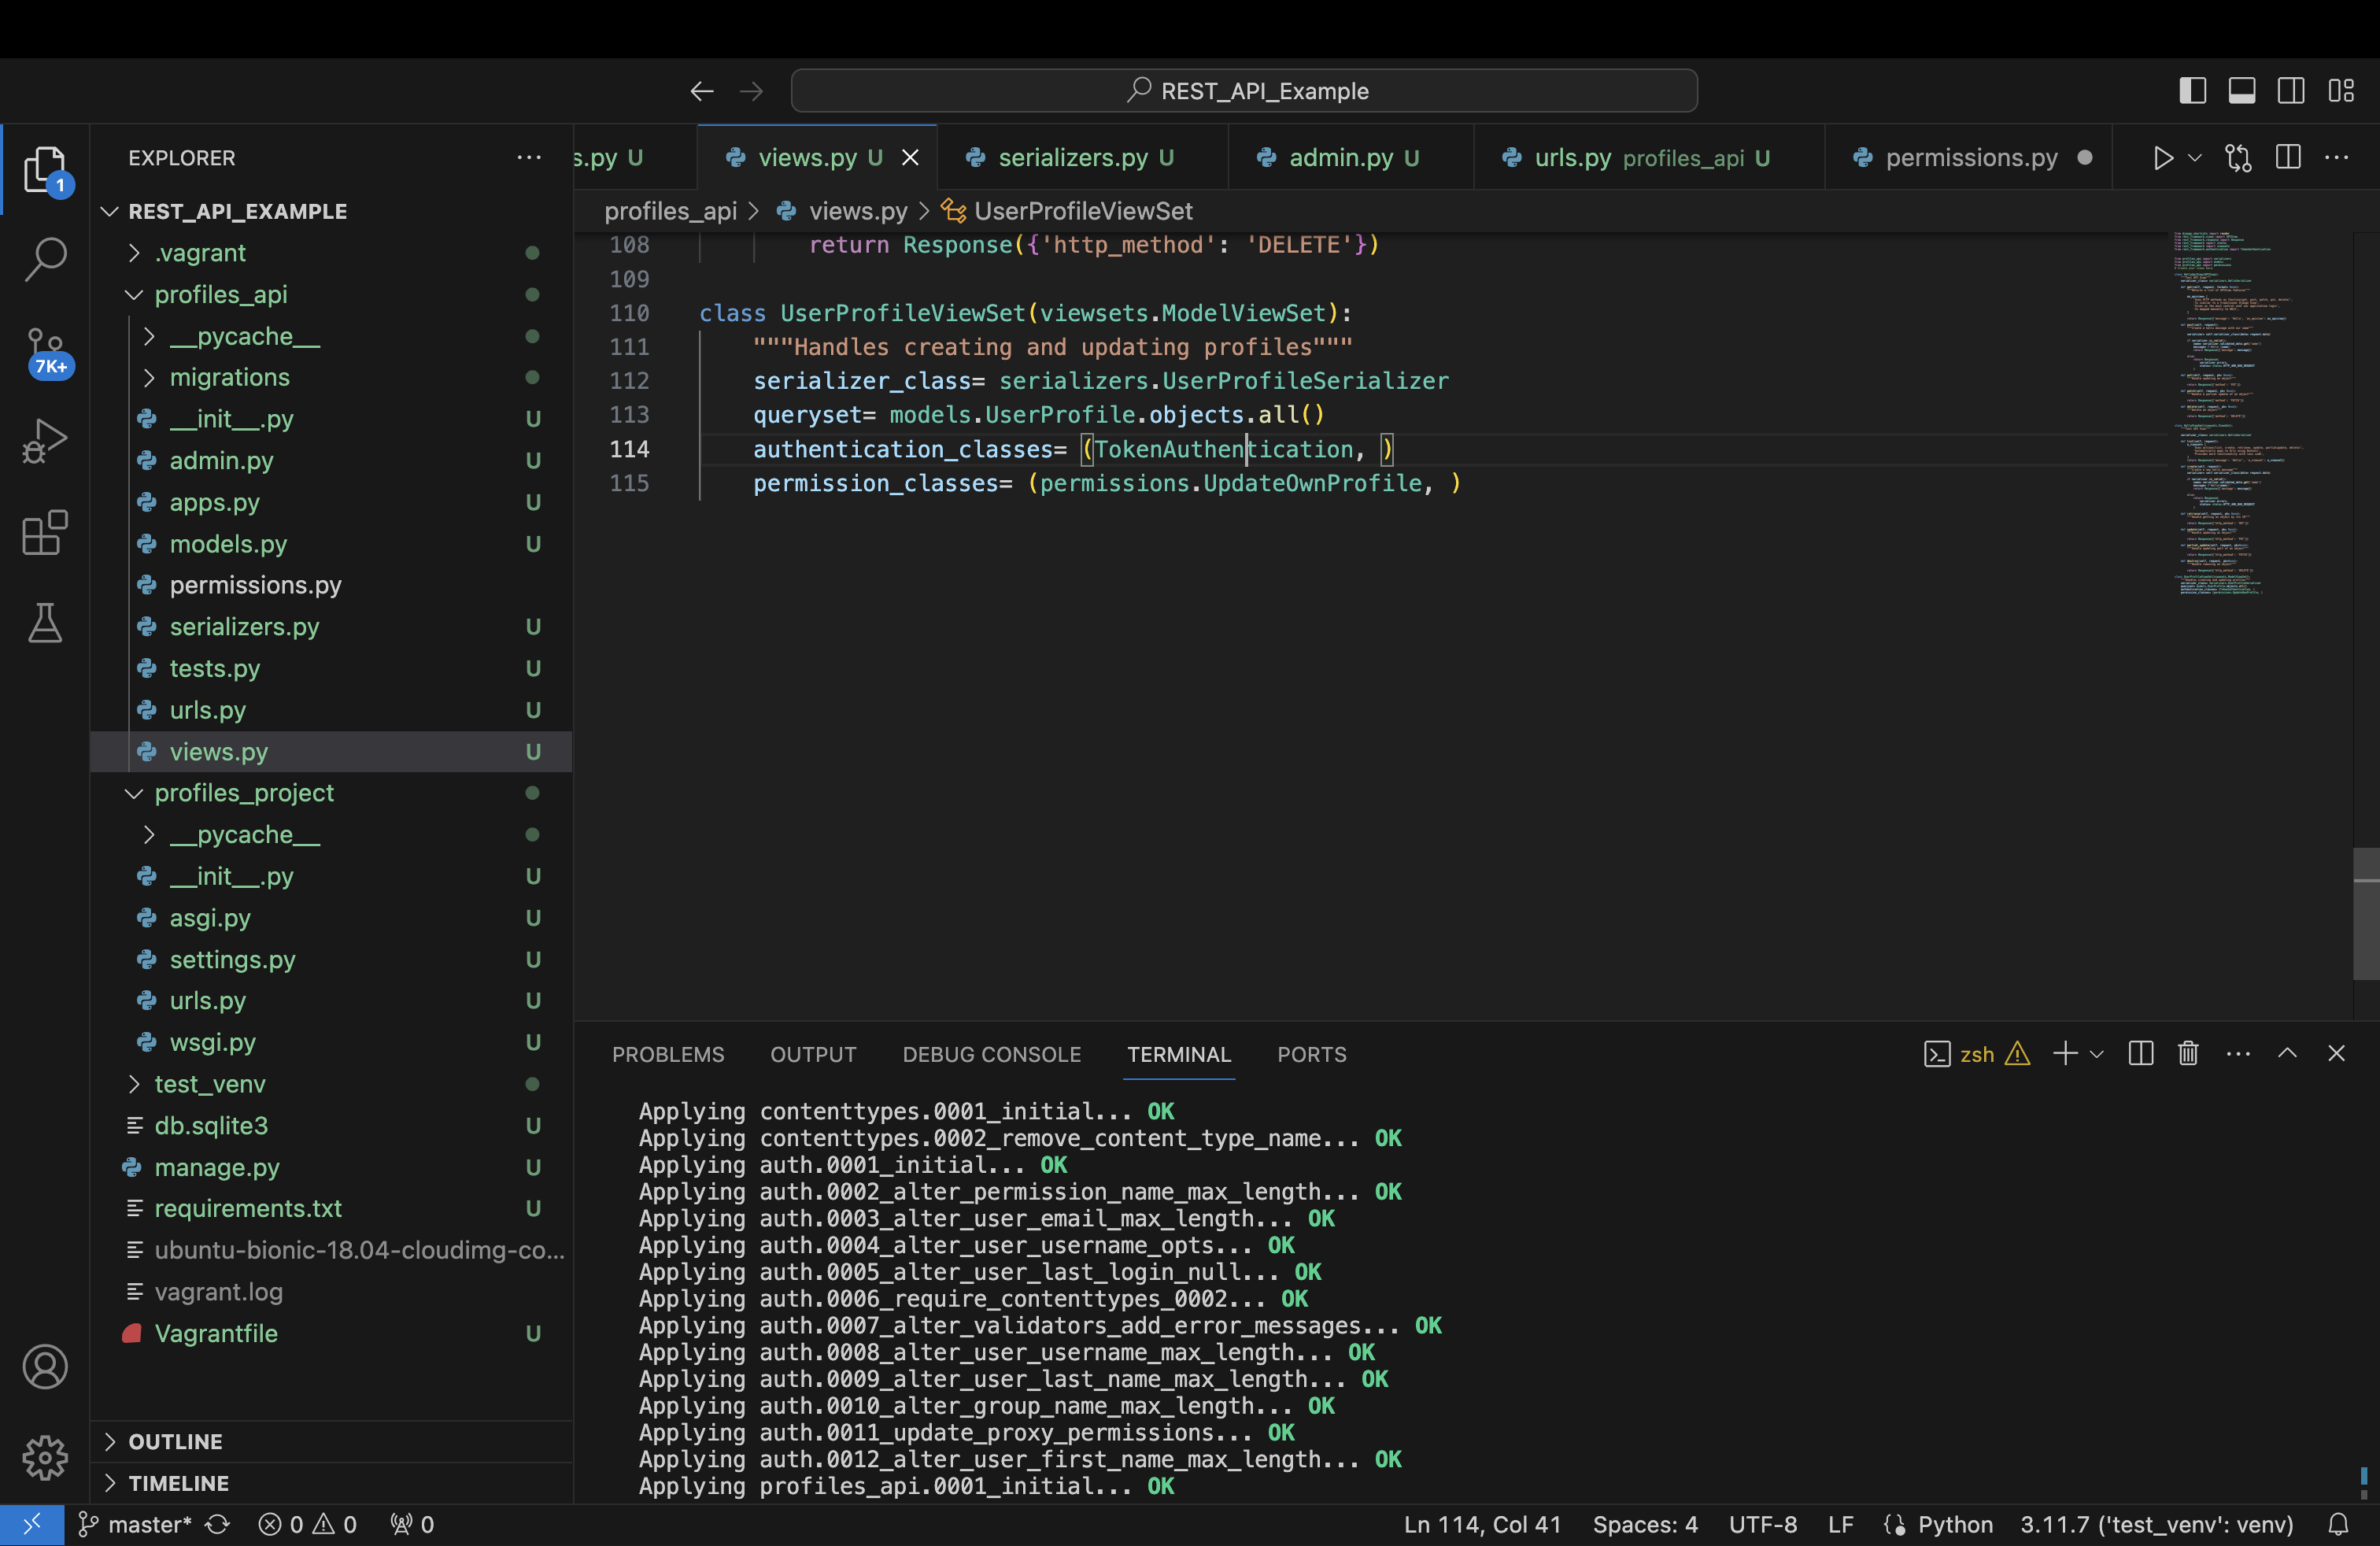 REST_API_Example
EXPLORER
REST_API_EXAMPLE
.vagrant
profiles_api
__pycache__
migrations
__init__.py U
admin.py U
apps.py U
models.py U
permissions.py
serializers.py U
tests.py U
urls.py U
views.py U
profiles_project
__pycache__
__init__.py U
asgi.py U
settings.py U
urls.py U
wsgi.py U
test_venv
db.sqlite3 U
manage.py U
requirements.txt U
ubuntu-bionic-18.04-cloudimg-co...
vagrant.log
Vagrantfile U
OUTLINE
TIMELINE
1
7K+
s.py U views.py U serializers.py U admin.py U urls.py profiles_api U permissions.py
profiles_api > views.py > UserProfileViewSet
108 return Response({'http_method': 'DELETE'})
109
110 class UserProfileViewSet(viewsets.ModelViewSet):
111 """Handles creating and updating profiles"""
112 serializer_class= serializers.UserProfileSerializer
113 queryset= models.UserProfile.objects.all()
114 authentication_classes= (TokenAuthentication, )
115 permission_classes= (permissions.UpdateOwnProfile, )
PROBLEMS OUTPUT DEBUG CONSOLE TERMINAL PORTS
zsh
Applying contenttypes.0001_initial... OK
Applying contenttypes.0002_remove_content_type_name... OK
Applying auth.0001_initial... OK
Applying auth.0002_alter_permission_name_max_length... OK
Applying auth.0003_alter_user_email_max_length... OK
Applying auth.0004_alter_user_username_opts... OK
Applying auth.0005_alter_user_last_login_null... OK
Applying auth.0006_require_contenttypes_0002... OK
Applying auth.0007_alter_validators_add_error_messages... OK
Applying auth.0008_alter_user_username_max_length... OK
Applying auth.0009_alter_user_last_name_max_length... OK
Applying auth.0010_alter_group_name_max_length... OK
Applying auth.0011_update_proxy_permissions... OK
Applying auth.0012_alter_user_first_name_max_length... OK
Applying profiles_api.0001_initial... OK
master* 0 0 0 Ln 114, Col 41 Spaces: 4 UTF-8 LF Python 3.11.7 ('test_venv': venv)